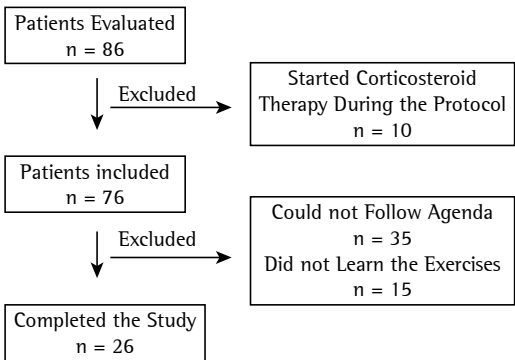 Patients Evaluated
n = 86
Excluded
Started Corticosteroid
Therapy During the Protocol
n = 10
Patients included
n = 76
Excluded
Could not Follow Agenda
n = 35
Did not Learn the Exercises
n = 15
Completed the Study
n = 26